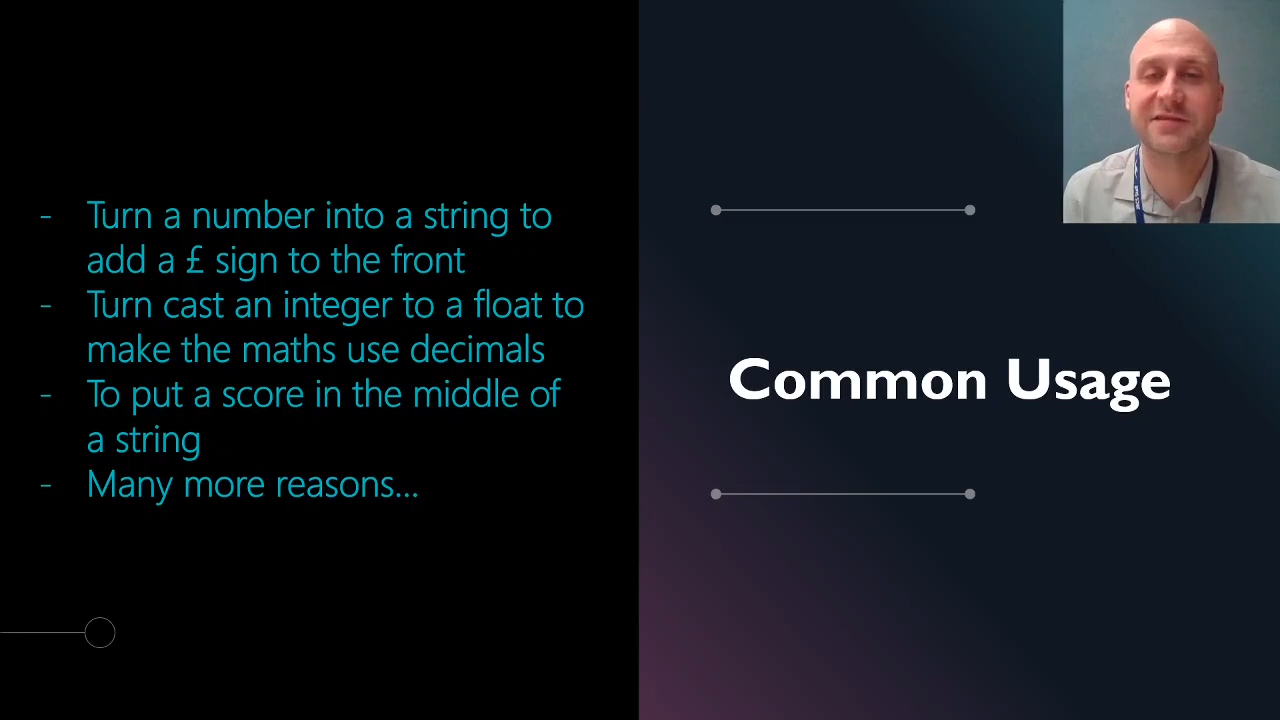 - Turn a number into a string to
add a £ sign to the front
- Turn cast an integer to a float to
make the maths use decimals
- To put a score in the middle of
a string
- Many more reasons...
Common Usage